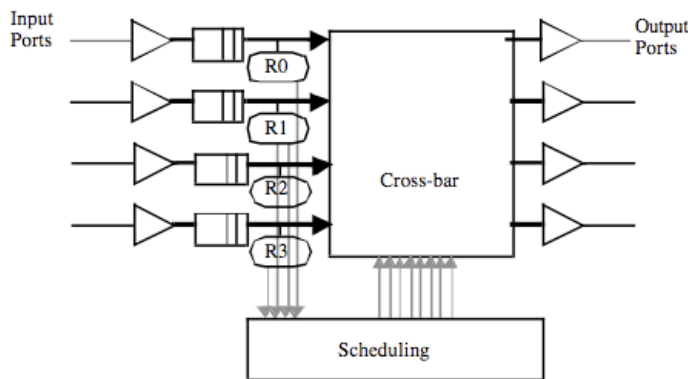 Input
Ports
Output
Ports
R0
R1
R2
Cross-bar
R3
Scheduling